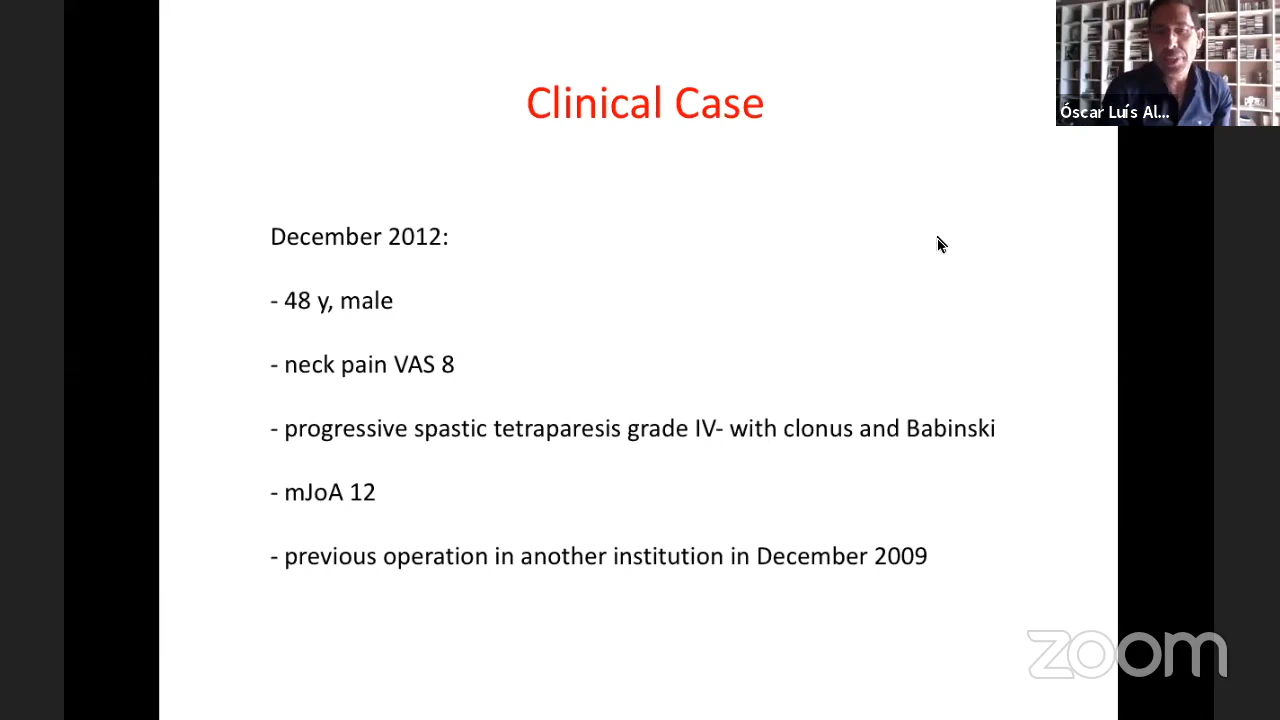 Clinical Case
Óscar Luís Al...
December 2012:
- 48 y, male
- neck pain VAS 8
- progressive spastic tetraparesis grade IV- with clonus and Babinski
- mJoA 12
- previous operation in another institution in December 2009
zoom